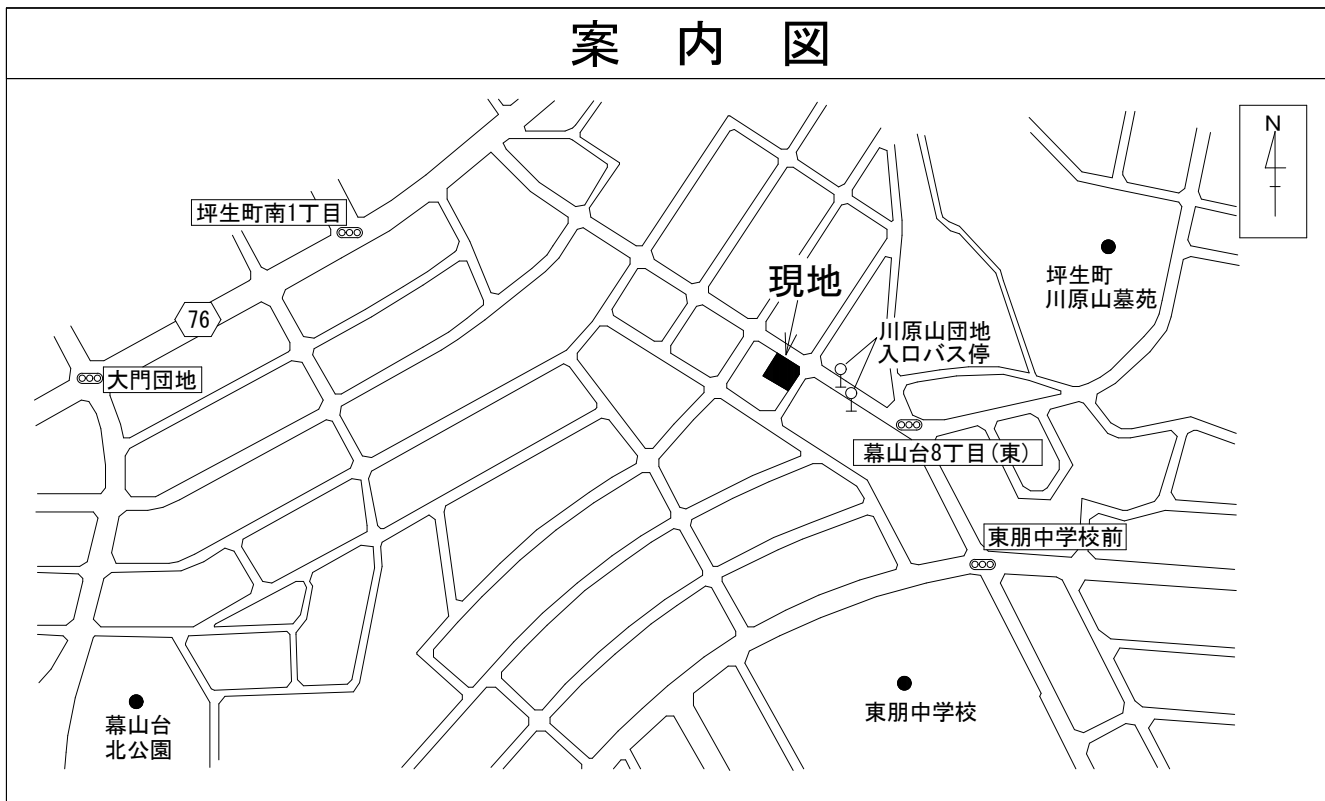 案 内 図
N
坪生町南1丁目
現地
坪生町
川原山墓苑
76
川原山団地
入口バス停
大門団地
幕山台8丁目(東)
東朋中学校前
幕山台
北公園
東朋中学校